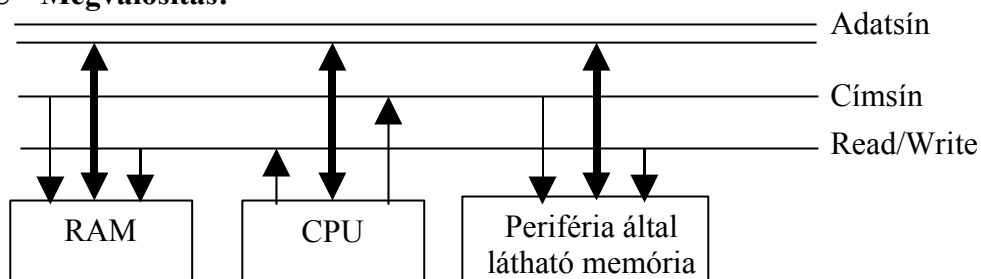 Megvalósítás:
Adatsín
Címsín
Read/Write
RAM
CPU
Periféria által
látható memória